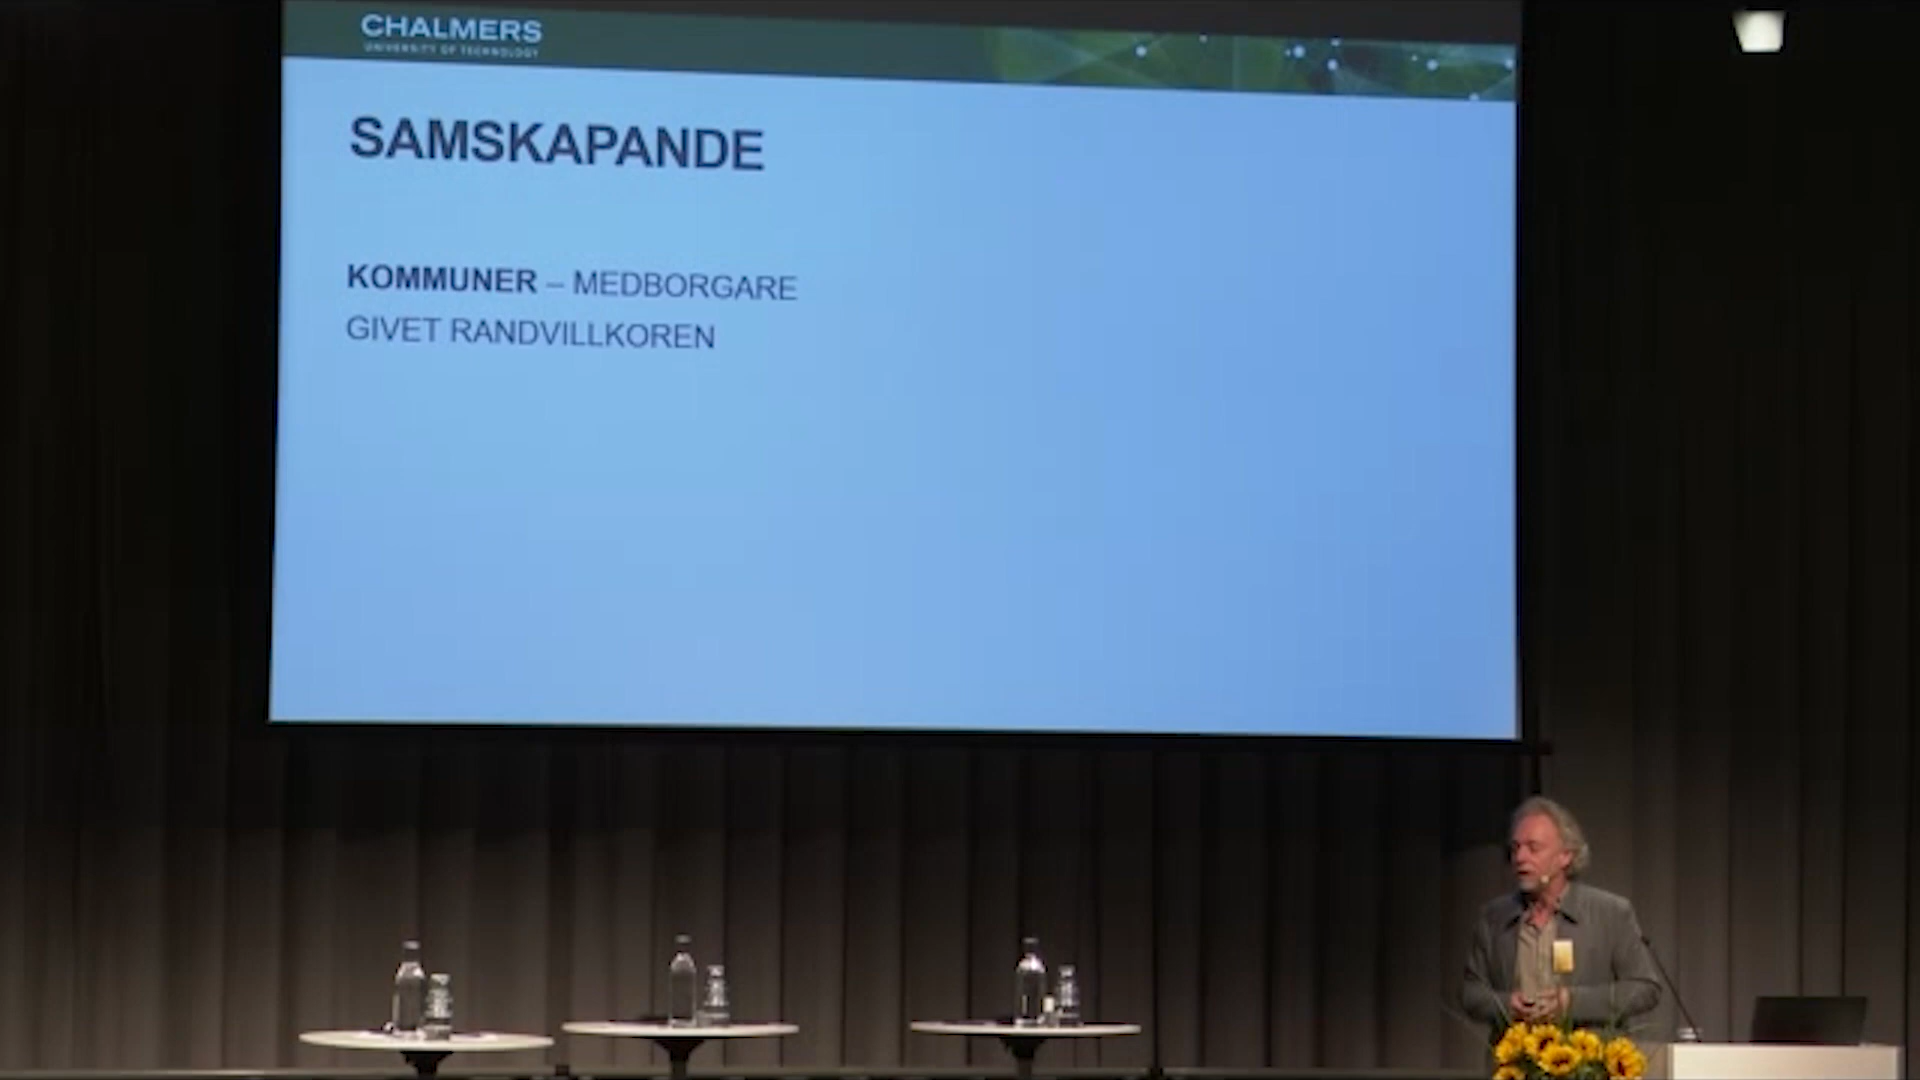 CHALMERS
UNIVERSITY OF TECHNOLOGY
SAMSKAPANDE
KOMMUNER – MEDBORGARE
GIVET RANDVILLKOREN